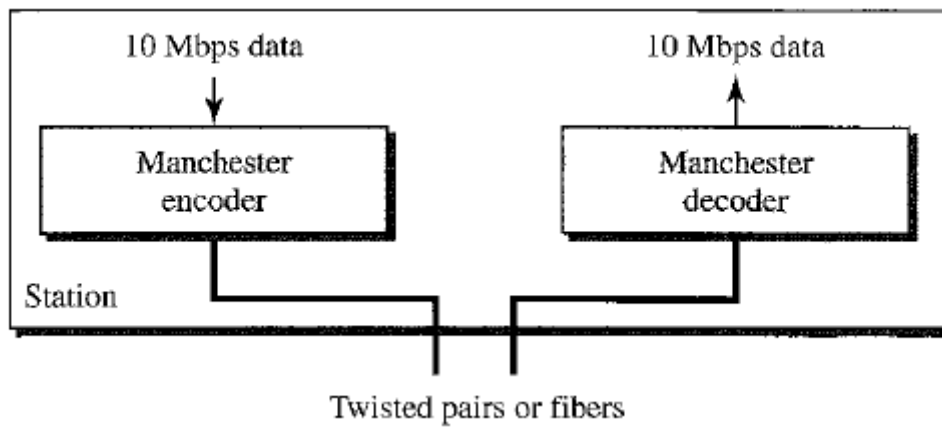 10 Mbps data
10 Mbps data
Manchester
encoder
Manchester
decoder
Station
Twisted pairs or fibers